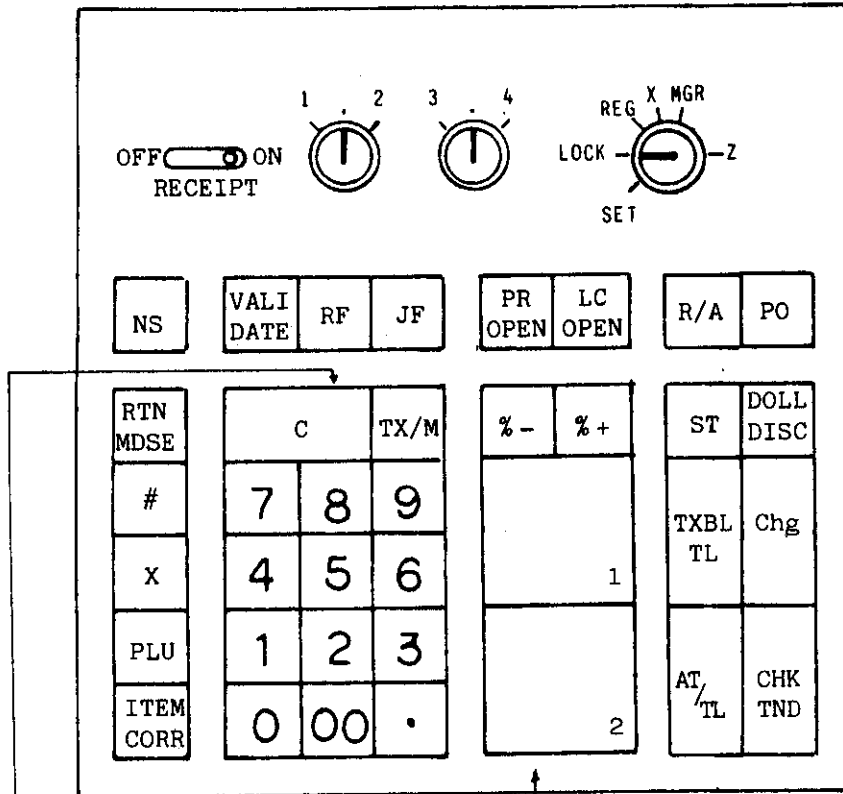 1 2 3 4 REG X MGR
OFF ON LOCK Z
RECEIPT
SET
NS VALI DATE RF JF PR OPEN LC OPEN R/A PO
RTN MDSE C TX/M % - % + ST DOLL DISC
# 7 8 9 TXBL TL Chg
X 4 5 6 1
PLU 1 2 3 AT/TL CHK TND
ITEM CORR 0 00 . 2